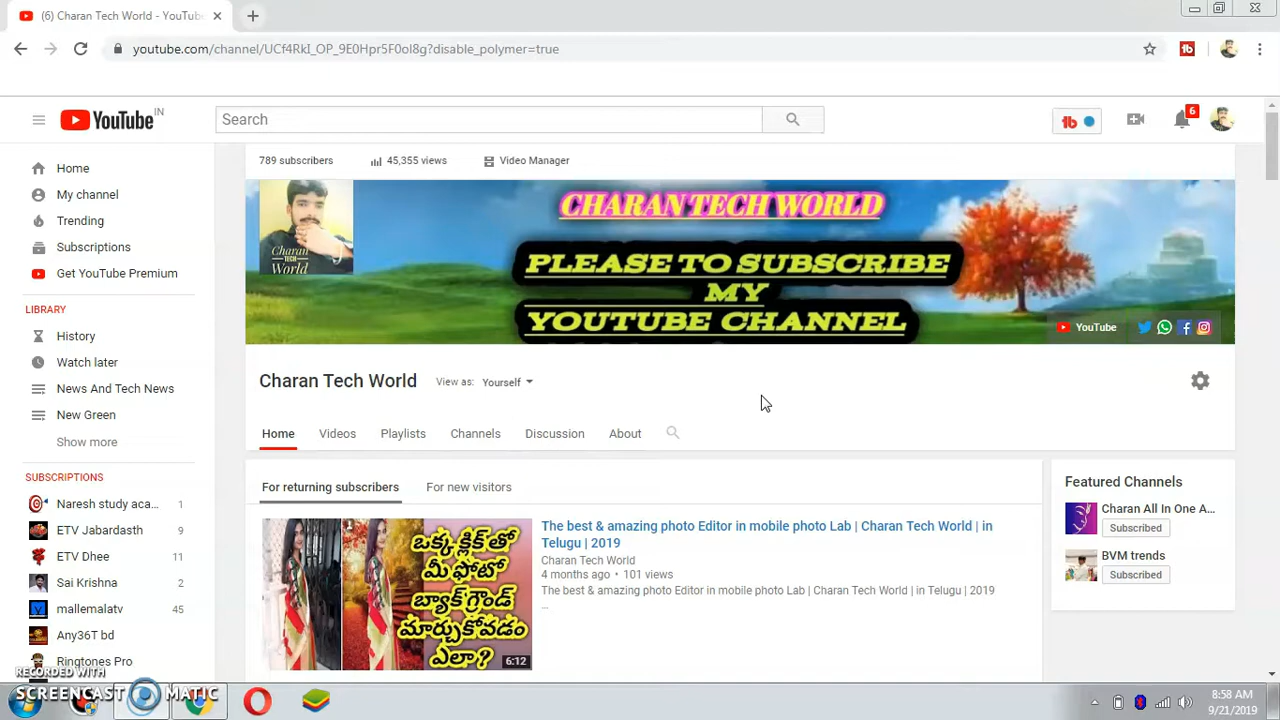 (6) Charan Tech World - YouTube
youtube.com/channel/UCf4RkI_OP_9E0Hpr5F0ol8g?disable_polymer=true
YouTube IN
Search
6
789 subscribers
45,355 views
Video Manager
Home
My channel
Trending
Subscriptions
Get YouTube Premium
LIBRARY
History
Watch later
News And Tech News
New Green
Show more
SUBSCRIPTIONS
Naresh study aca... 1
ETV Jabardasth 9
ETV Dhee 11
Sai Krishna 2
mallemalatv 45
Any36T bd
Ringtones Pro
Charan
TECH
World
CHARAN TECH WORLD
PLEASE TO SUBSCRIBE
MY
YOUTUBE CHANNEL
YouTube
Charan Tech World
View as: Yourself
Home Videos Playlists Channels Discussion About
For returning subscribers
For new visitors
ఒక్క క్లిక్ తో
మీ ఫోటో
బ్యాక్ గ్రౌండ్
మార్చుకోవడం
ఎలా?
6:12
The best & amazing photo Editor in mobile photo Lab | Charan Tech World | in
Telugu | 2019
Charan Tech World
4 months ago • 101 views
The best & amazing photo Editor in mobile photo Lab | Charan Tech World | in Telugu | 2019
...
Featured Channels
Charan All In One A...
Subscribed
BVM trends
Subscribed
RECORDED WITH
SCREENCAST MATIC
8:58 AM
9/21/2019